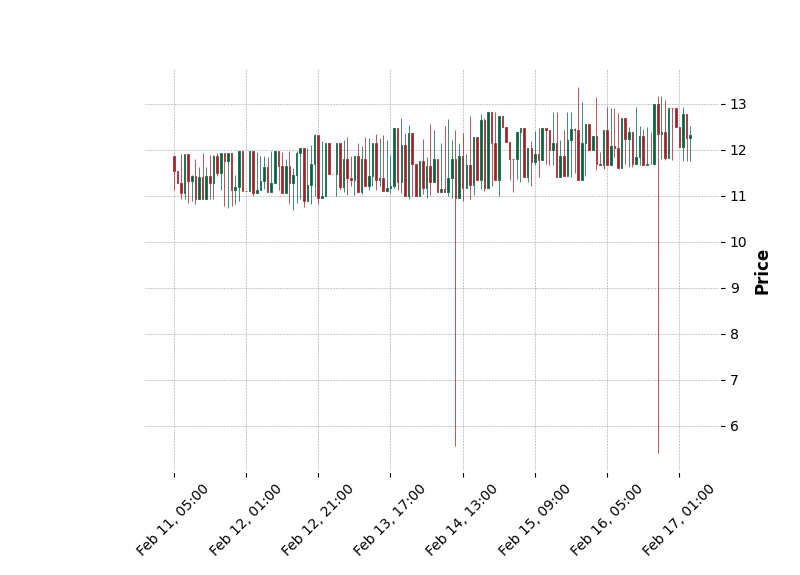 13
12
11
10
9
8
7
6
Price
Feb 11, 05:00
Feb 12, 01:00
Feb 12, 21:00
Feb 13, 17:00
Feb 14, 13:00
Feb 15, 09:00
Feb 16, 05:00
Feb 17, 01:00